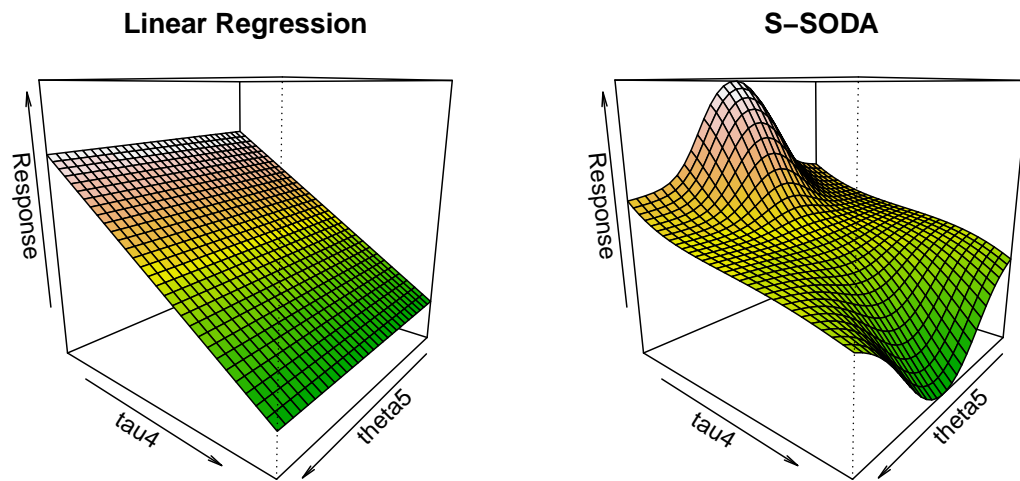 Linear Regression
Response
tau4
theta5
S−SODA
Response
tau4
theta5